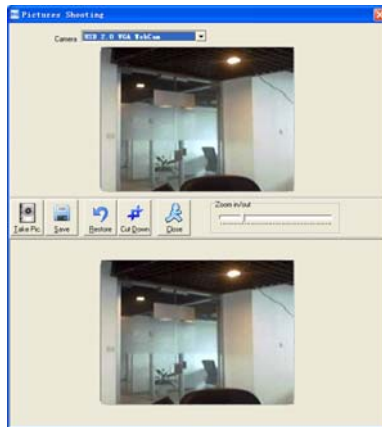 Pictures Shooting
Camera USB 2.0 VGA WebCam
Zoom in/out
Take Pic. Save Restore Cut Down Close